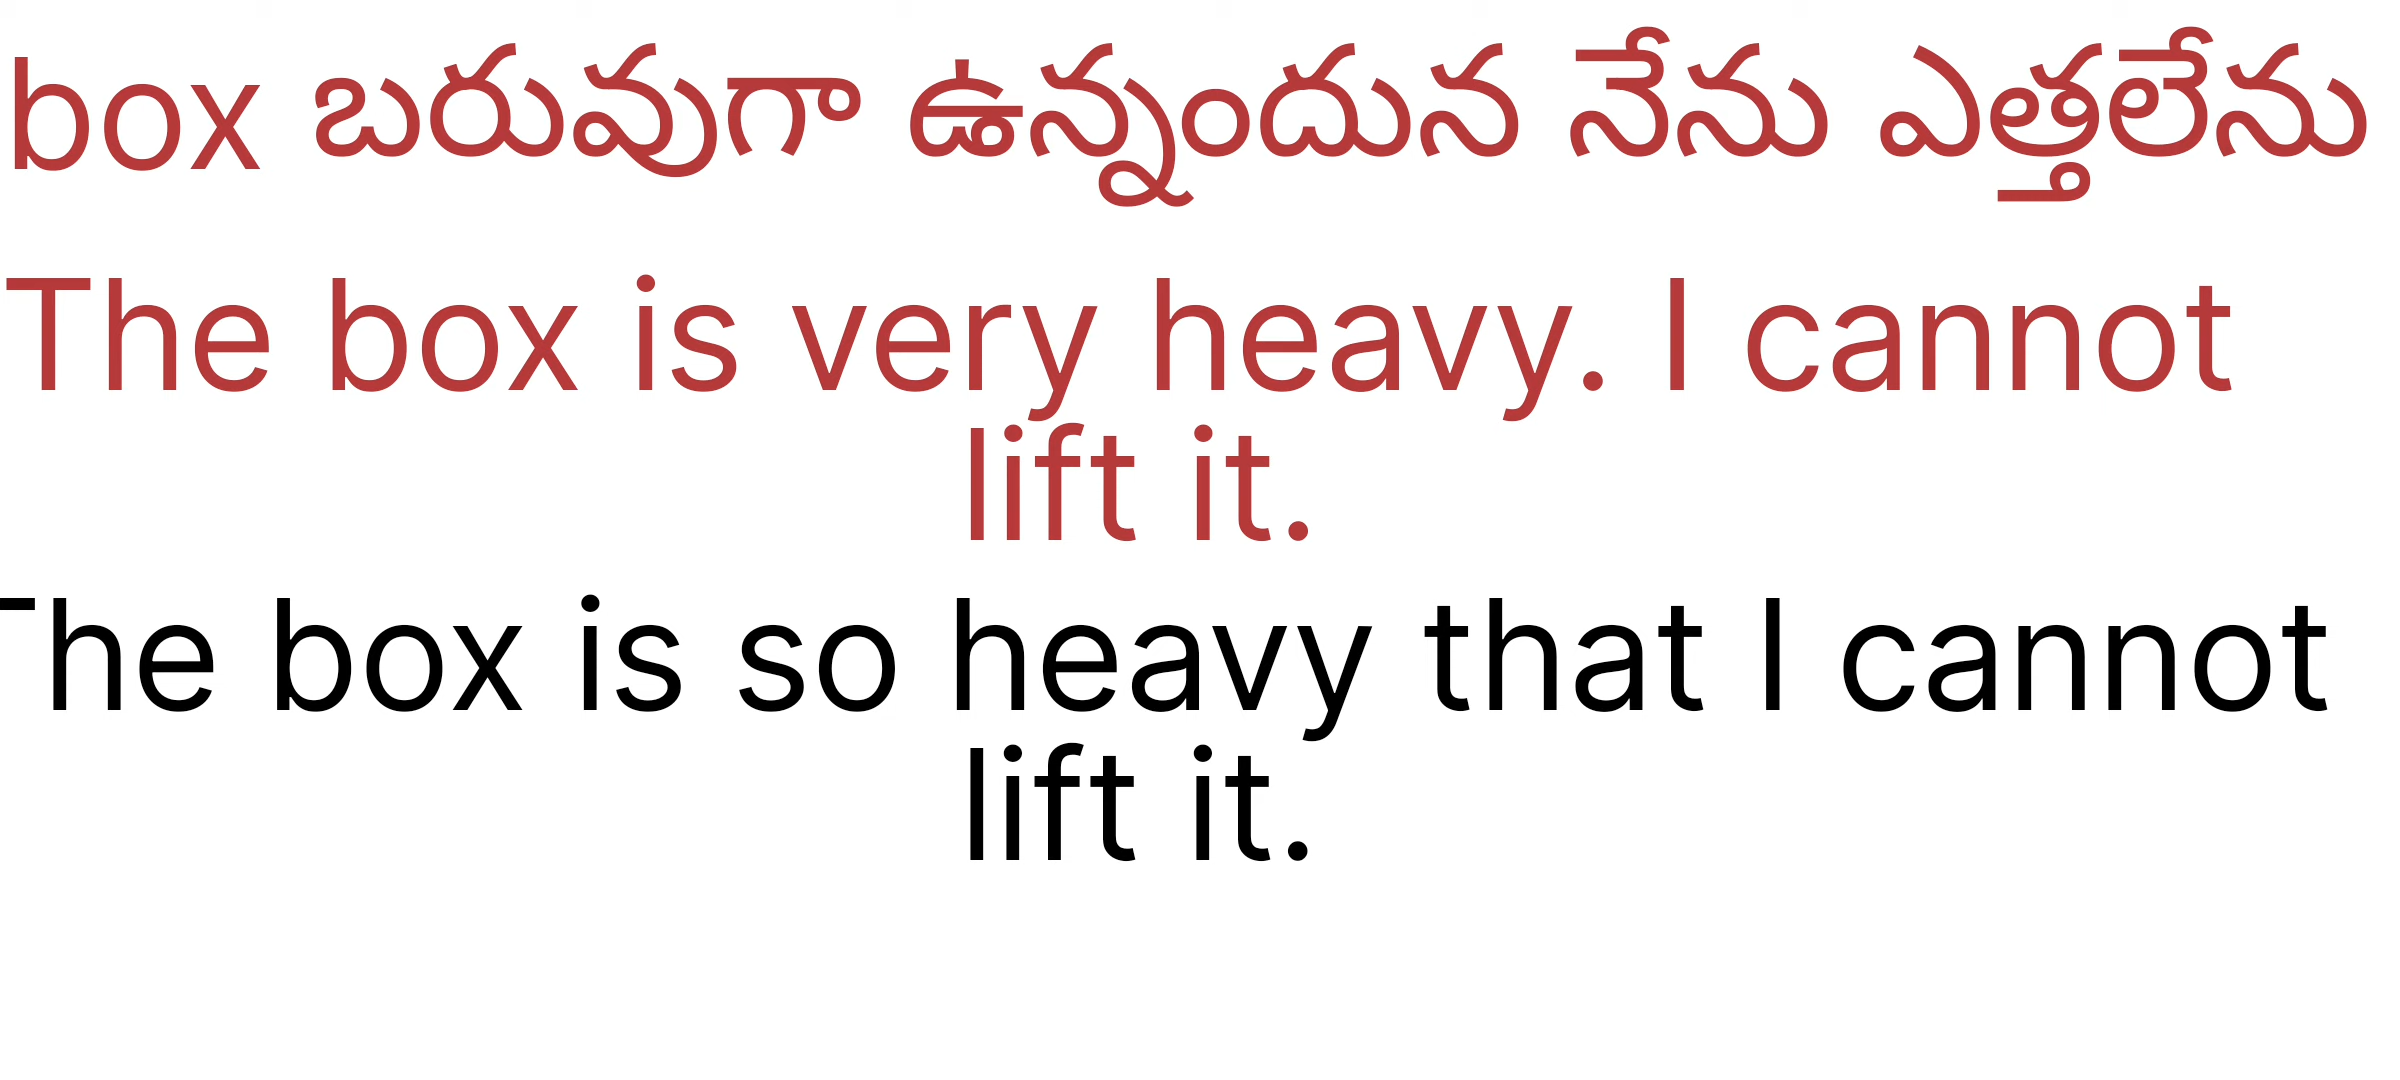 box బరువుగా ఉన్నందున నేను ఎత్తలేను
The box is very heavy. I cannot
lift it.
The box is so heavy that I cannot
lift it.